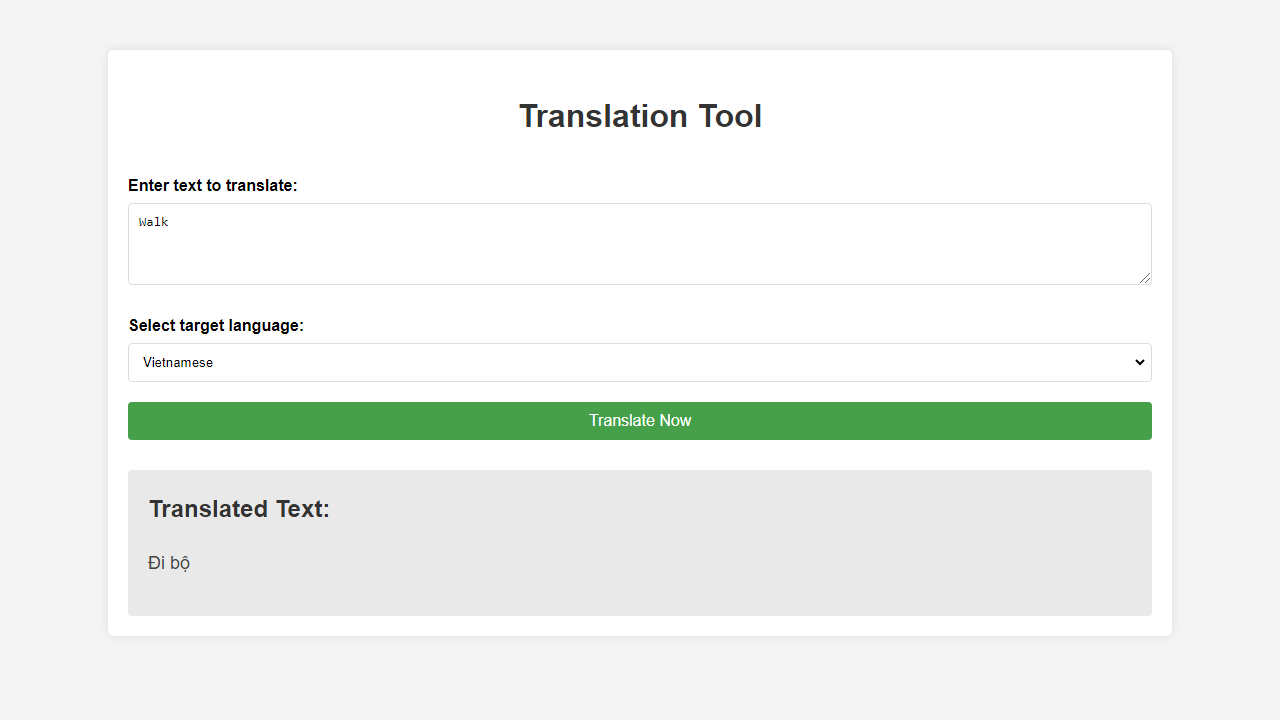 Translation Tool
Enter text to translate:
Walk
Select target language:
Vietnamese
Translate Now
Translated Text:
Đi bộ